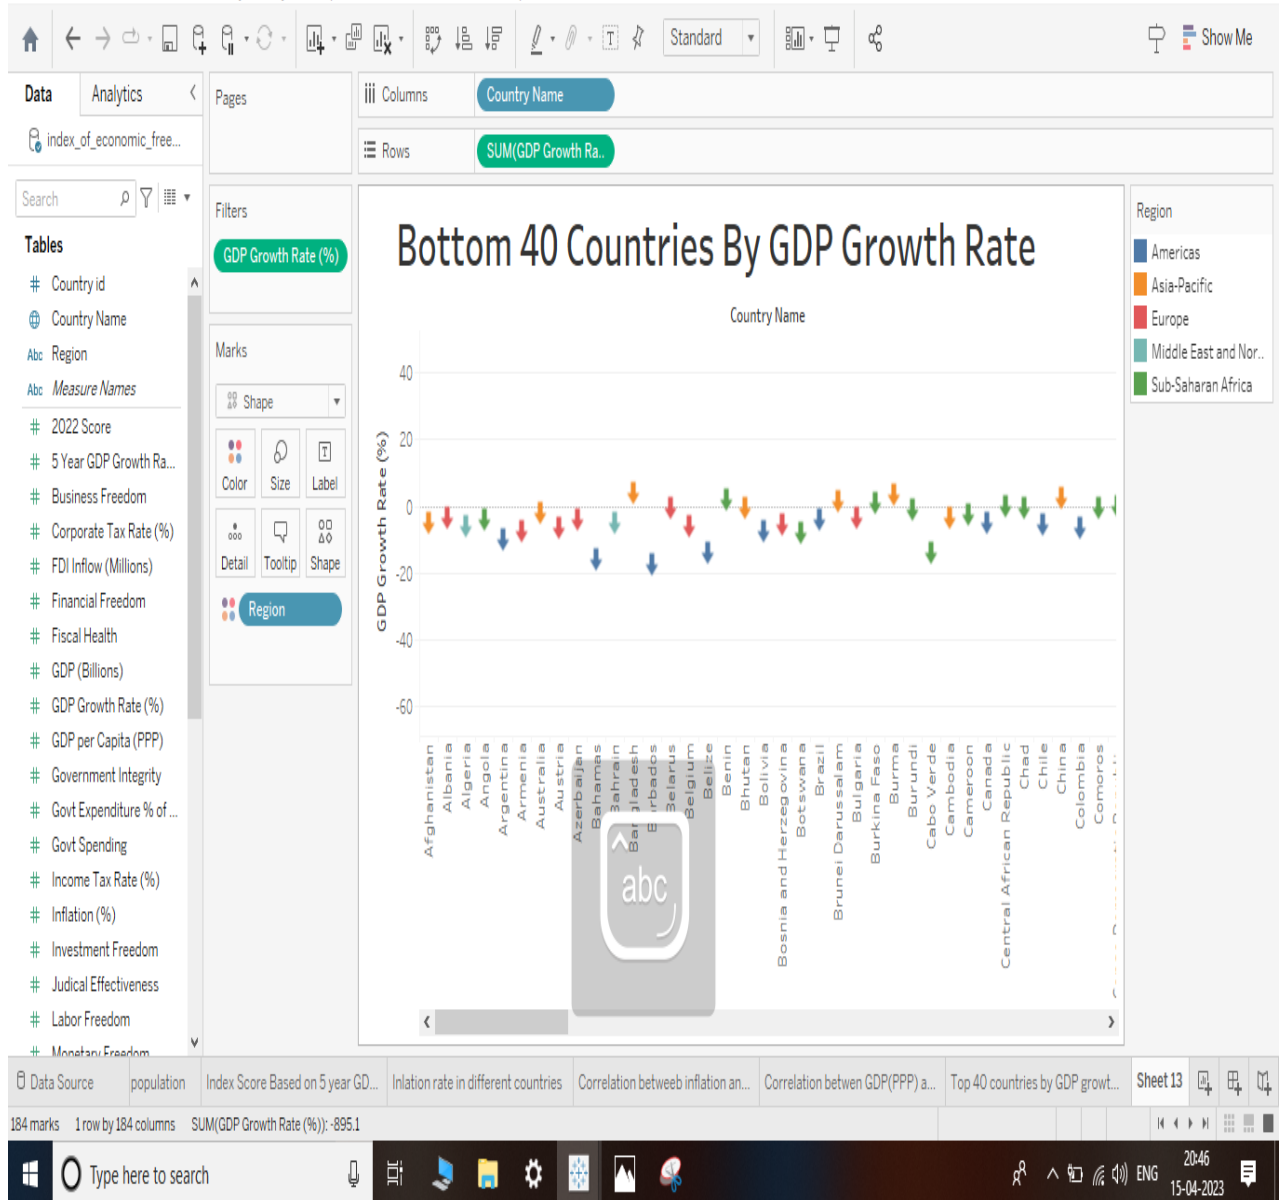 Standard
Show Me
Data
Analytics
Pages
Columns
Country Name
index_of_economic_free...
Rows
SUM(GDP Growth Ra..
Search
Filters
GDP Growth Rate (%)
Tables
Country id
Country Name
Abc Region
Abc Measure Names
2022 Score
5 Year GDP Growth Ra...
Business Freedom
Corporate Tax Rate (%)
FDI Inflow (Millions)
Financial Freedom
Fiscal Health
GDP (Billions)
GDP Growth Rate (%)
GDP per Capita (PPP)
Government Integrity
Govt Expenditure % of ...
Govt Spending
Income Tax Rate (%)
Inflation (%)
Investment Freedom
Judical Effectiveness
Labor Freedom
Monetary Freedom
Marks
Shape
Color
Size
Label
Detail
Tooltip
Shape
Region
Bottom 40 Countries By GDP Growth Rate
Country Name
GDP Growth Rate (%)
40
20
0
-20
-40
-60
Afghanistan
Albania
Algeria
Angola
Argentina
Armenia
Australia
Austria
Azerbaijan
Bahamas
Bahrain
Bangladesh
Barbados
Belarus
Belgium
Belize
Benin
Bhutan
Bolivia
Bosnia and Herzegovina
Botswana
Brazil
Brunei Darussalam
Bulgaria
Burkina Faso
Burma
Burundi
Cabo Verde
Cambodia
Cameroon
Canada
Central African Republic
Chad
Chile
China
Colombia
Comoros
abc
Region
Americas
Asia-Pacific
Europe
Middle East and Nor..
Sub-Saharan Africa
Data Source
population
Index Score Based on 5 year GD...
Inlation rate in different countries
Correlation betweeb inflation an...
Correlation betwen GDP(PPP) a...
Top 40 countries by GDP growt...
Sheet 13
184 marks
1 row by 184 columns
SUM(GDP Growth Rate (%)): -895.1
Type here to search
ENG
20:46
15-04-2023